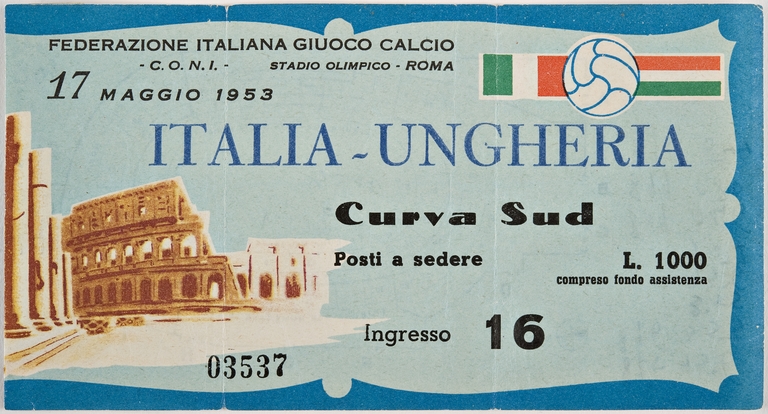 FEDERAZIONE ITALIANA GIUOCO CALCIO
- C.O.N.I. - STADIO OLIMPICO - ROMA
17 MAGGIO 1953
ITALIA - UNGHERIA
Curva Sud
Posti a sedere
L. 1000
compreso fondo assistenza
Ingresso 16
03537